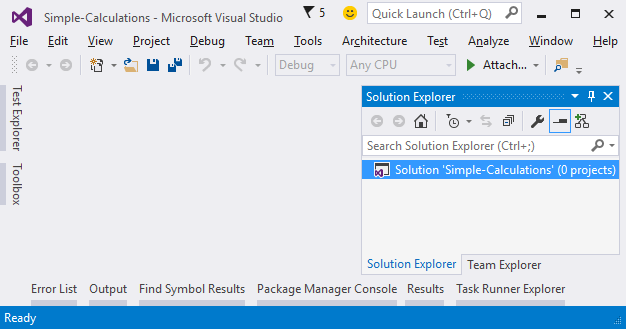 Simple-Calculations - Microsoft Visual Studio 5 Quick Launch (Ctrl+Q)
File Edit View Project Debug Team Tools Architecture Test Analyze Window Help
Debug Any CPU Attach...
Test Explorer
Toolbox
Solution Explorer
Search Solution Explorer (Ctrl+;)
Solution 'Simple-Calculations' (0 projects)
Solution Explorer Team Explorer
Error List Output Find Symbol Results Package Manager Console Results Task Runner Explorer
Ready